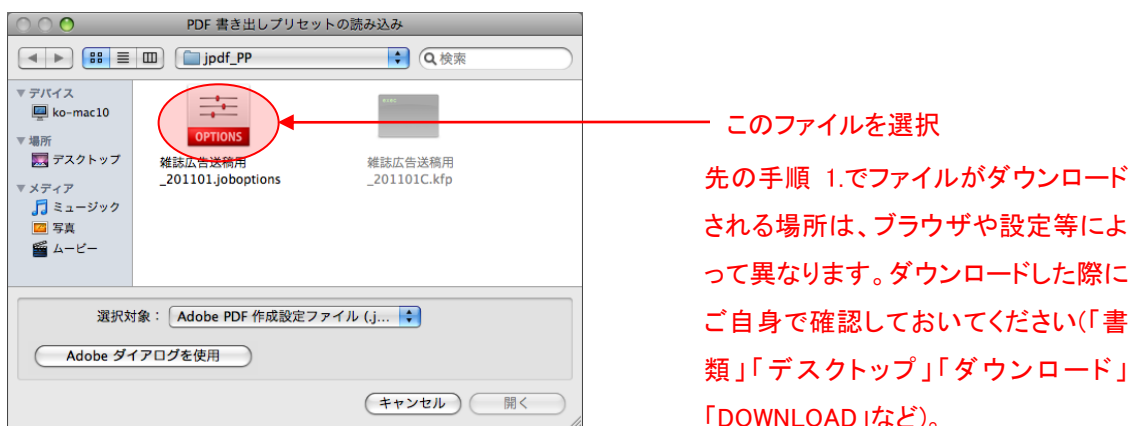 PDF 書き出しプリセットの読み込み
jpdf_PP
検索
デバイス
ko-mac10
場所
デスクトップ
メディア
ミュージック
写真
ムービー
OPTIONS
雑誌広告送稿用
_201101.joboptions
雑誌広告送稿用
_201101C.kfp
選択対象： Adobe PDF 作成設定ファイル (.j...
Adobe ダイアログを使用
キャンセル
開く
このファイルを選択
先の手順 1.でファイルがダウンロード
される場所は、ブラウザや設定等によ
って異なります。ダウンロードした際に
ご自身で確認しておいてください(「書
類」「デスクトップ」「ダウンロード」
「DOWNLOAD」など)。